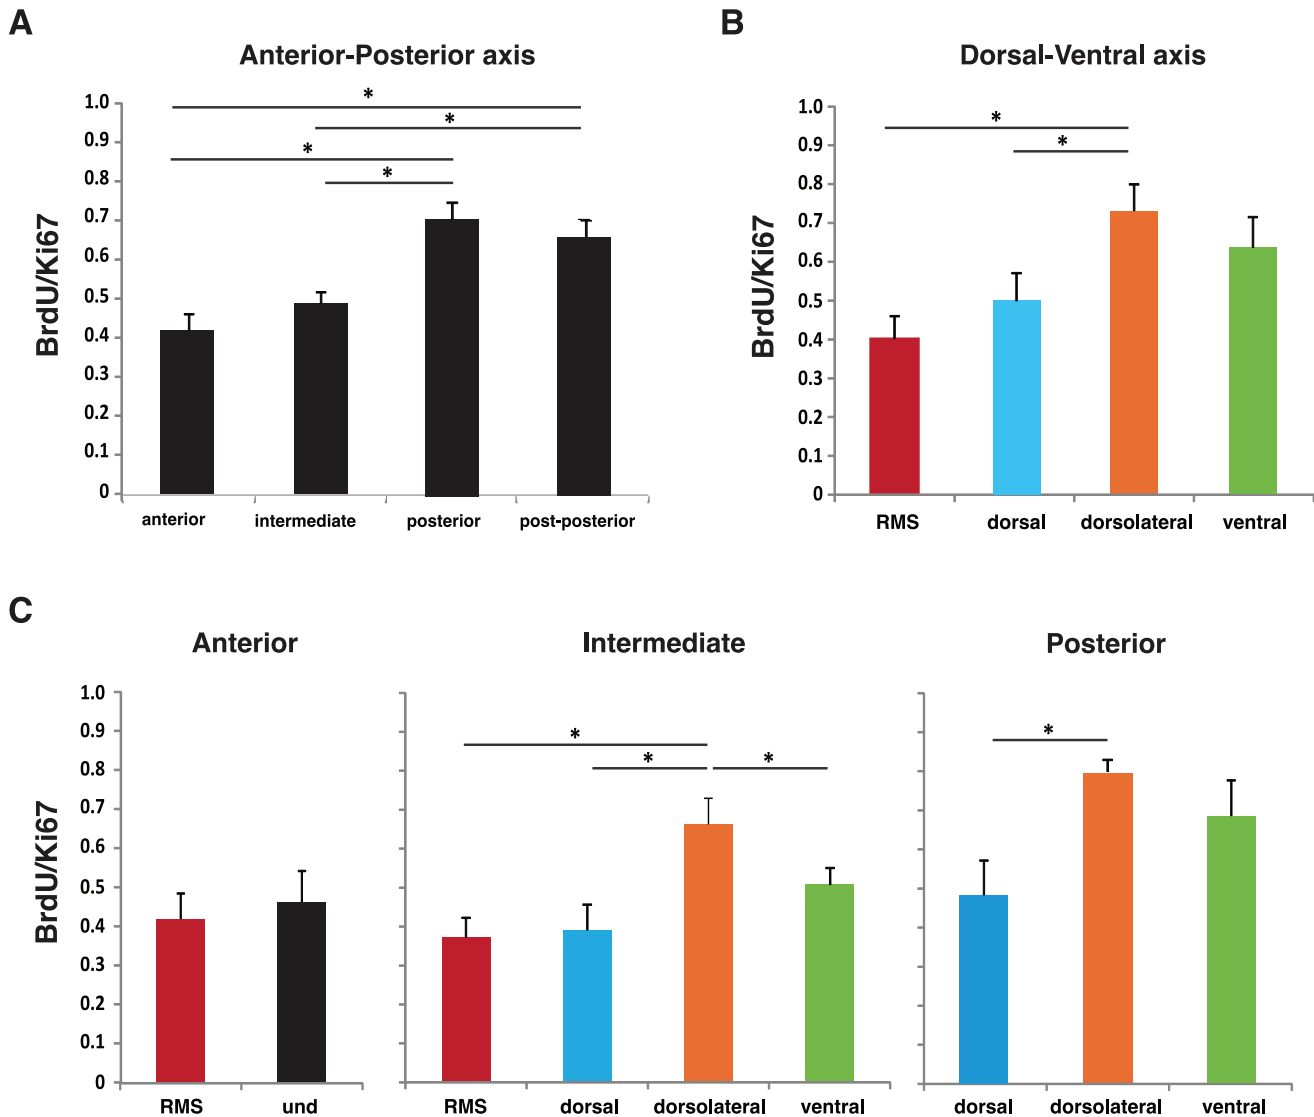 A
Anterior-Posterior axis
BrdU/Ki67
1.0
0.9
0.8
0.7
0.6
0.5
0.4
0.3
0.2
0.1
0
*
*
*
*
anterior intermediate posterior post-posterior
B
Dorsal-Ventral axis
BrdU/Ki67
1.0
0.9
0.8
0.7
0.6
0.5
0.4
0.3
0.2
0.1
0
*
*
RMS dorsal dorsolateral ventral
C
Anterior
BrdU/Ki67
1.0
0.9
0.8
0.7
0.6
0.5
0.4
0.3
0.2
0.1
0
RMS und
Intermediate
*
* *
RMS dorsal dorsolateral ventral
Posterior
*
dorsal dorsolateral ventral